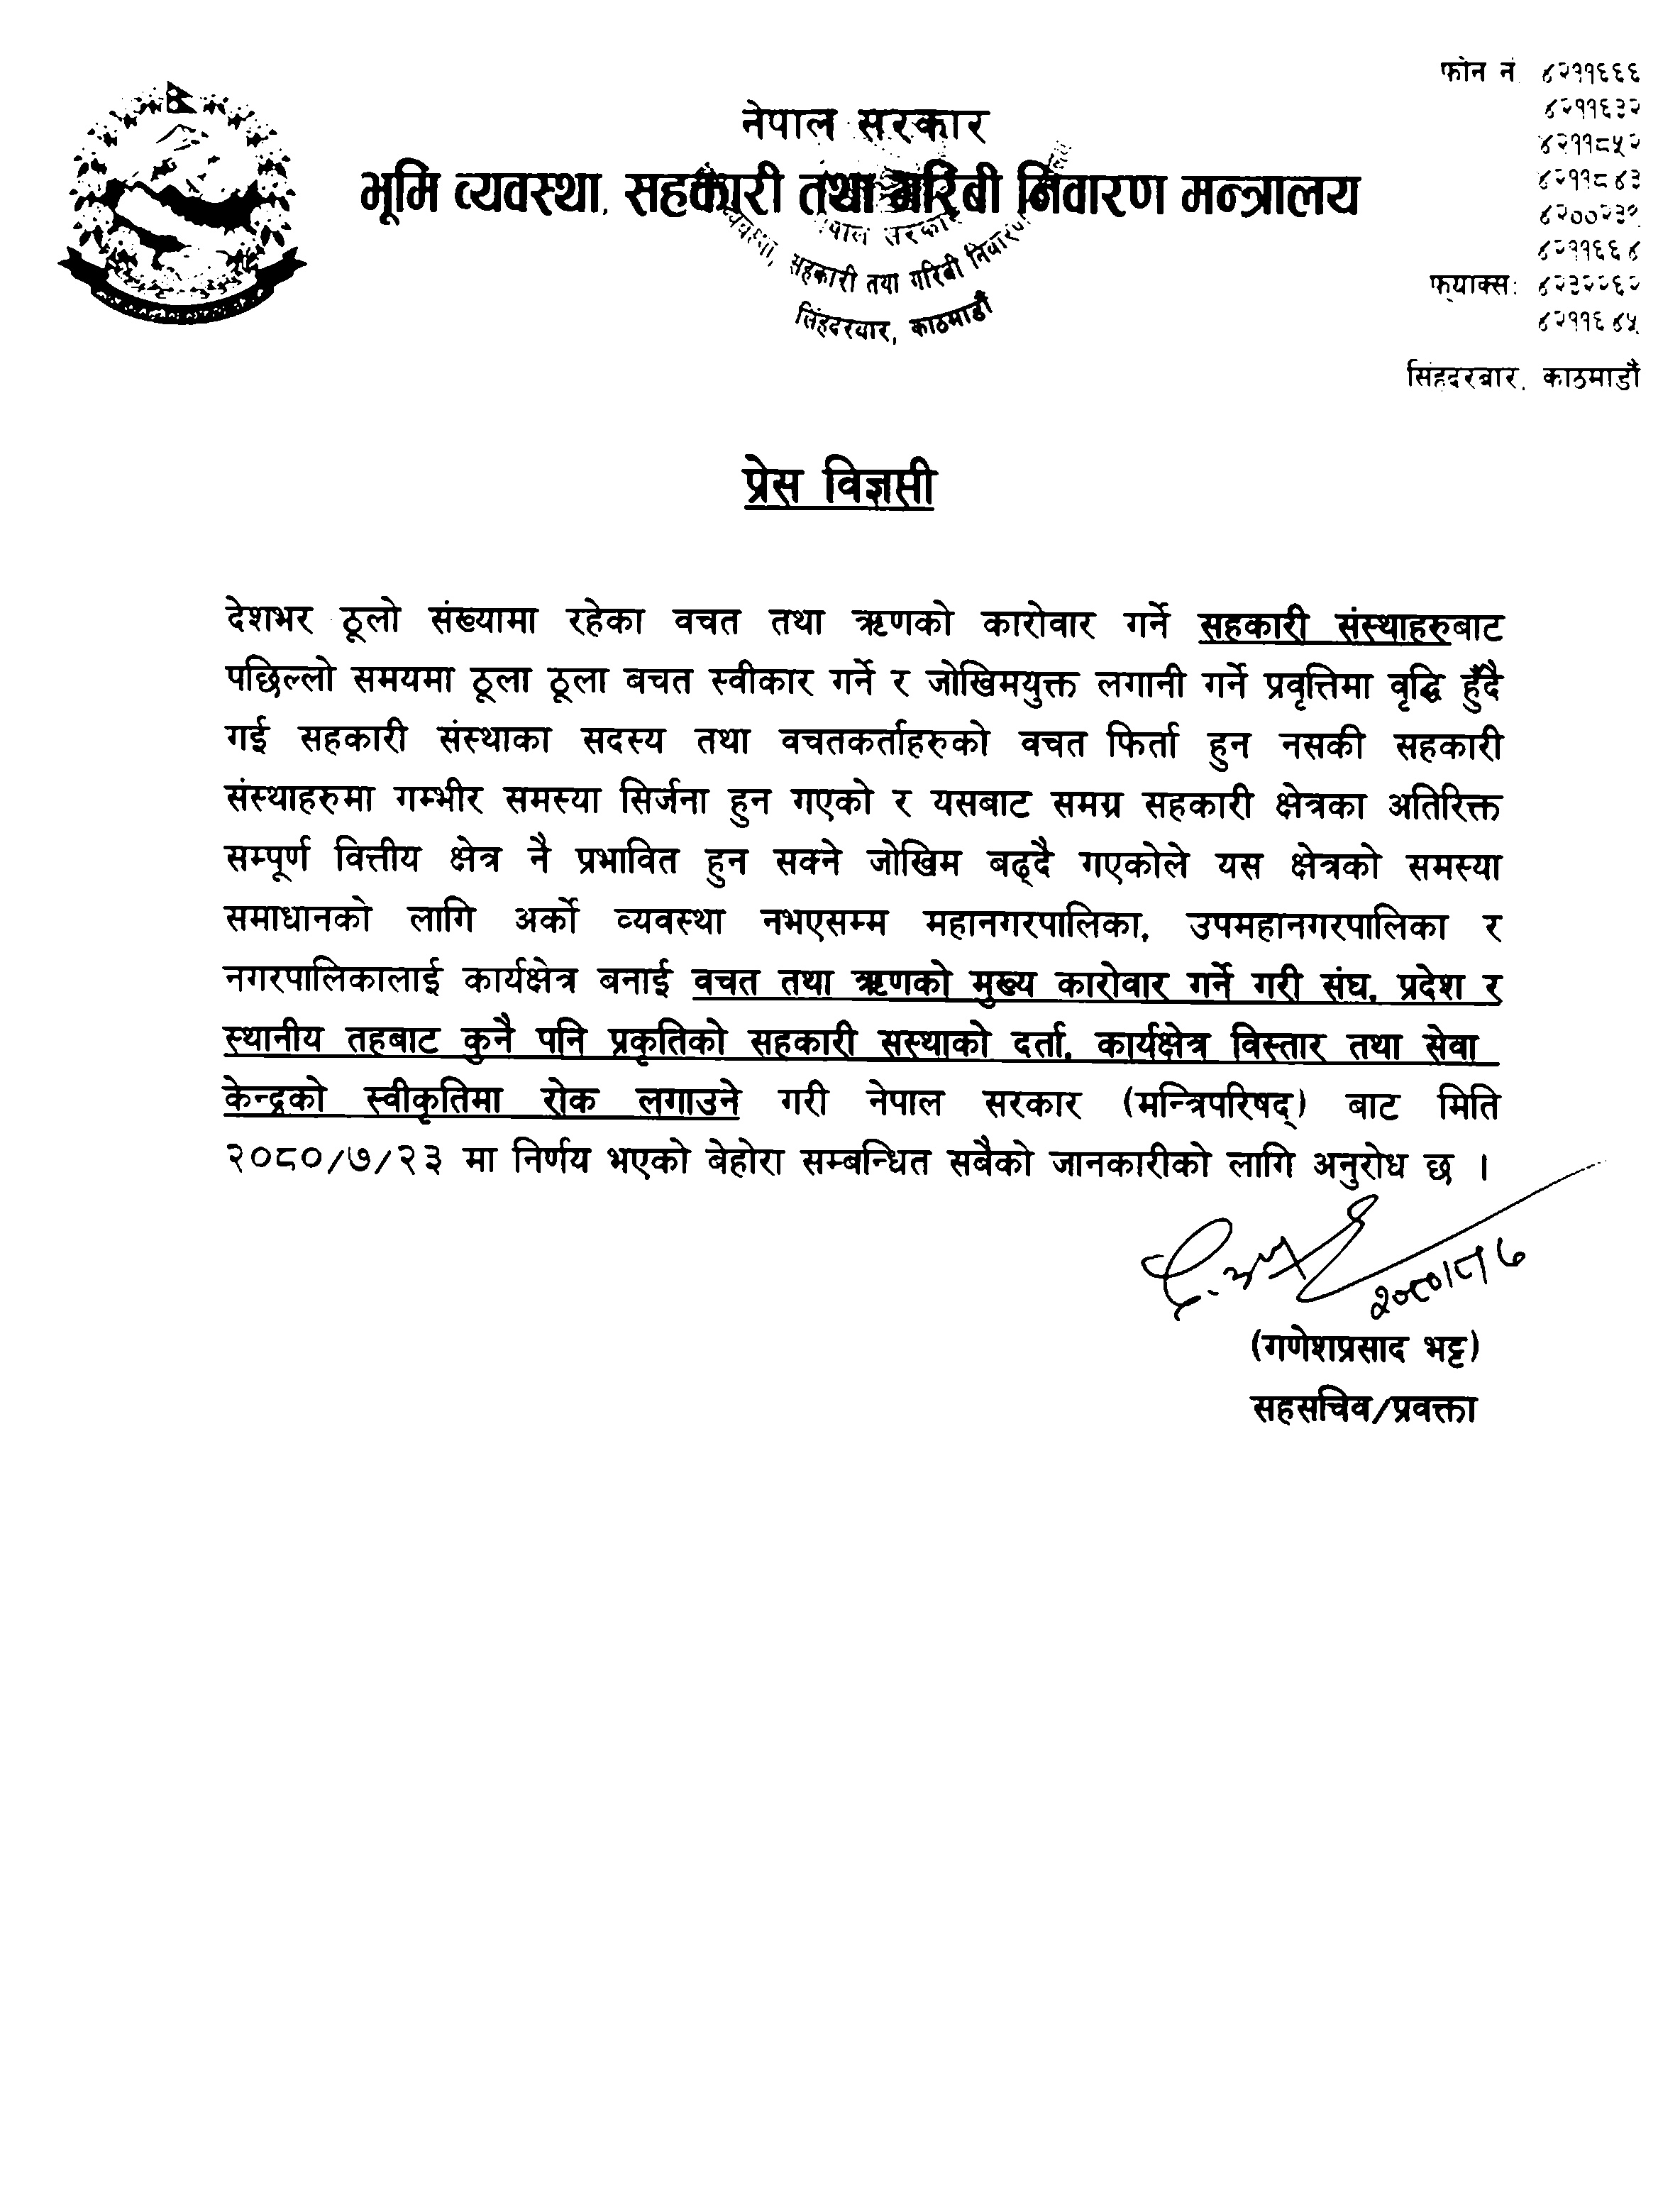 फोन नं. ४२११६६६
४२११६३२
४२११८५२
४२११८४३
४२००२३९
४२११६६४
फ्याक्स: ४२३२२६२
४२११६४५
सिंहदरबार, काठमाडौं
नेपाल सरकार
भूमि व्यवस्था, सहकारी तथा गरिबी निवारण मन्त्रालय
नेपाल सरकार
व्यवस्था, सहकारी तथा गरिबी निवारण
सिंहदरबार, काठमाडौं
प्रेस विज्ञप्ती
देशभर ठूलो संख्यामा रहेका वचत तथा ऋणको कारोवार गर्ने सहकारी संस्थाहरुबाट
पछिल्लो समयमा ठूला ठूला बचत स्वीकार गर्ने र जोखिमयुक्त लगानी गर्ने प्रवृत्तिमा वृद्धि हुँदै
गई सहकारी संस्थाका सदस्य तथा वचतकर्ताहरुको वचत फिर्ता हुन नसकी सहकारी
संस्थाहरुमा गम्भीर समस्या सिर्जना हुन गएको र यसबाट समग्र सहकारी क्षेत्रका अतिरिक्त
सम्पूर्ण वित्तीय क्षेत्र नै प्रभावित हुन सक्ने जोखिम बढ्दै गएकोले यस क्षेत्रको समस्या
समाधानको लागि अर्को व्यवस्था नभएसम्म महानगरपालिका, उपमहानगरपालिका र
नगरपालिकालाई कार्यक्षेत्र बनाई वचत तथा ऋणको मुख्य कारोवार गर्ने गरी संघ, प्रदेश र
स्थानीय तहबाट कुनै पनि प्रकृतिको सहकारी सस्थाको दर्ता, कार्यक्षेत्र विस्तार तथा सेवा
केन्द्रको स्वीकृतिमा रोक लगाउने गरी नेपाल सरकार (मन्त्रिपरिषद्) बाट मिति
२०८०/७/२३ मा निर्णय भएको बेहोरा सम्बन्धित सबैको जानकारीको लागि अनुरोध छ ।
२०८०।८।७
(गणेशप्रसाद भट्ट)
सहसचिव/प्रवक्ता